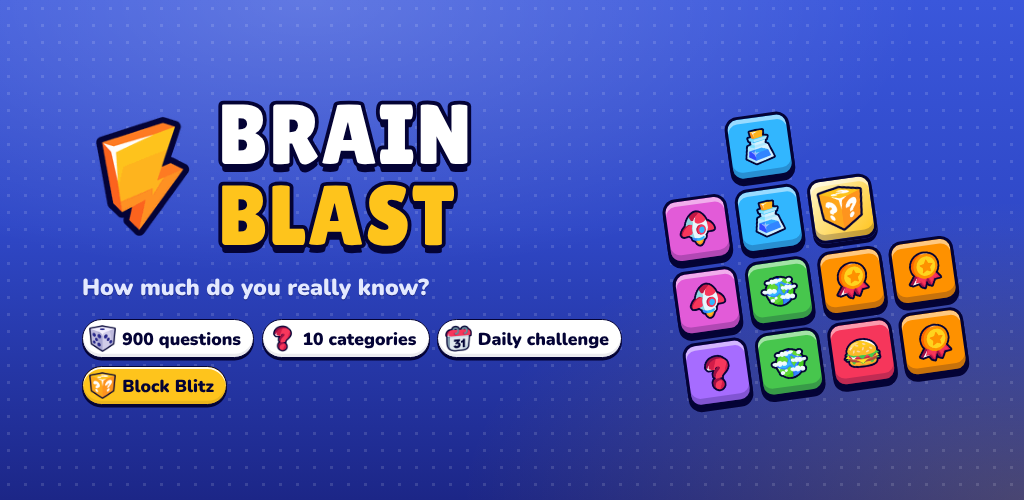 BRAIN
BLAST
How much do you really know?
900 questions
? 10 categories
31 Daily challenge
? ? Block Blitz
? ?
?